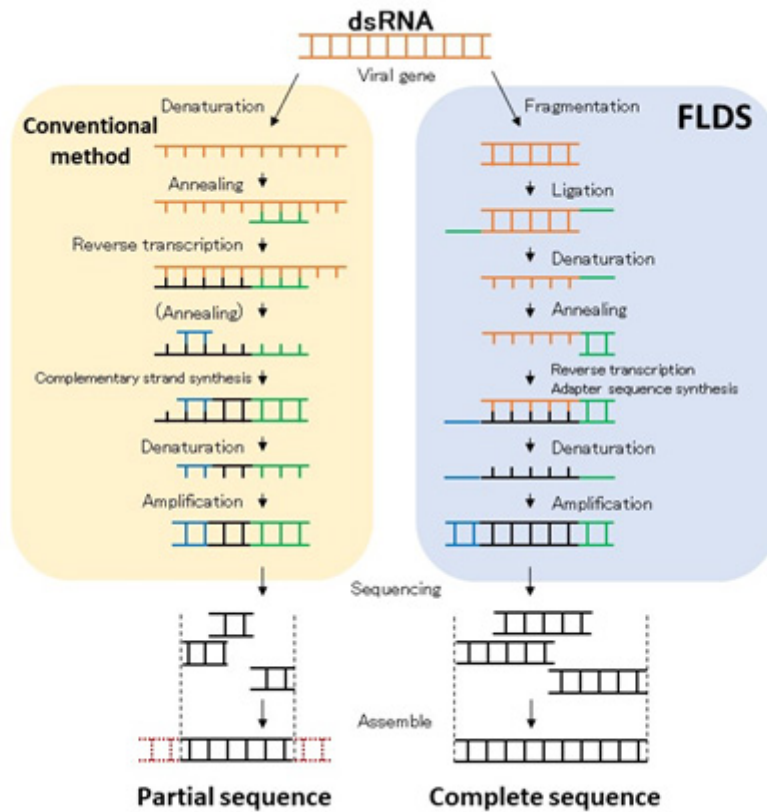 dsRNA
Viral gene
Conventional
method
Denaturation
Annealing
Reverse transcription
(Annealing)
Complementary strand synthesis
Denaturation
Amplification
FLDS
Fragmentation
Ligation
Denaturation
Annealing
Reverse transcription
Adapter sequence synthesis
Denaturation
Amplification
Sequencing
Assemble
Partial sequence
Complete sequence